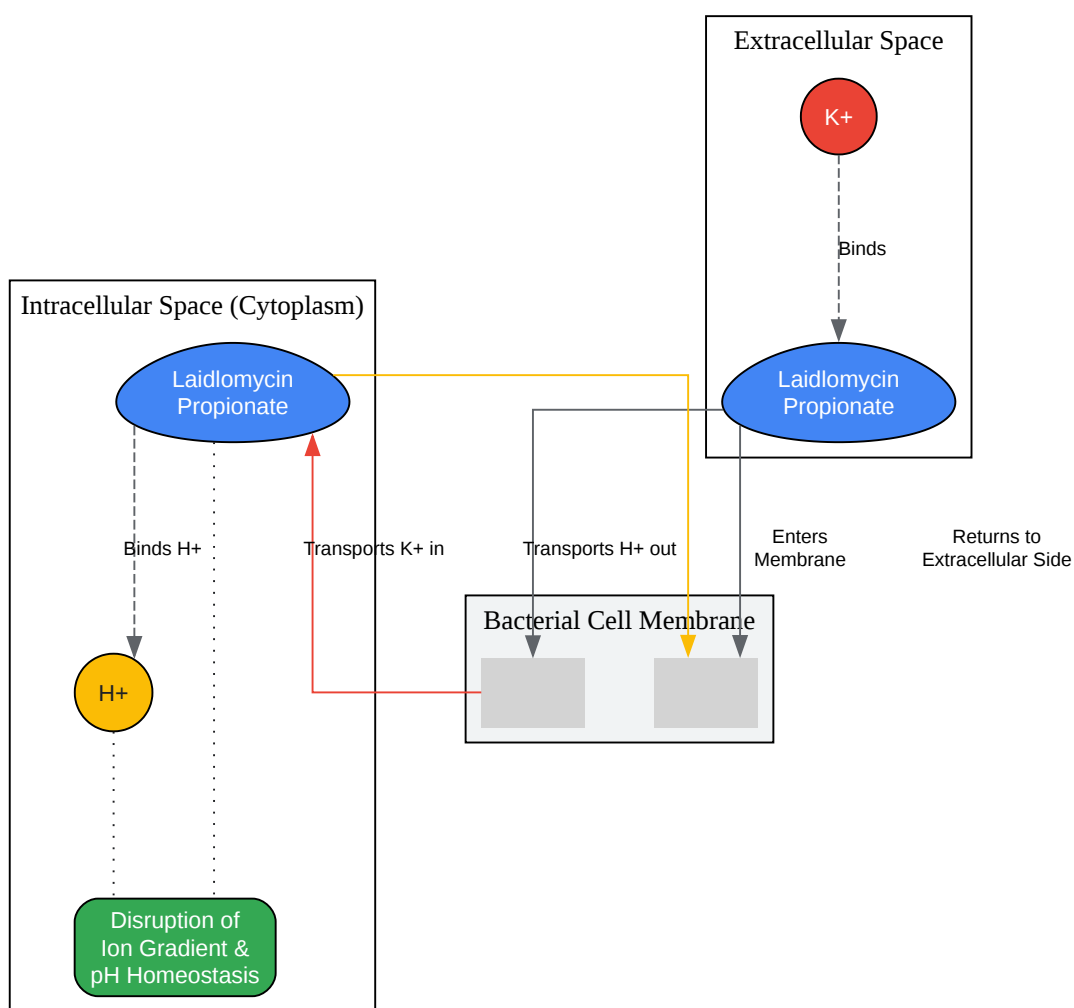 Extracellular Space
K+
Binds
Intracellular Space (Cytoplasm)
Laidlomycin
Propionate
Laidlomycin
Propionate
Binds H+
Transports K+ in
Transports H+ out
Enters
Membrane
Returns to
Extracellular Side
Bacterial Cell Membrane
H+
Disruption of
Ion Gradient &
pH Homeostasis